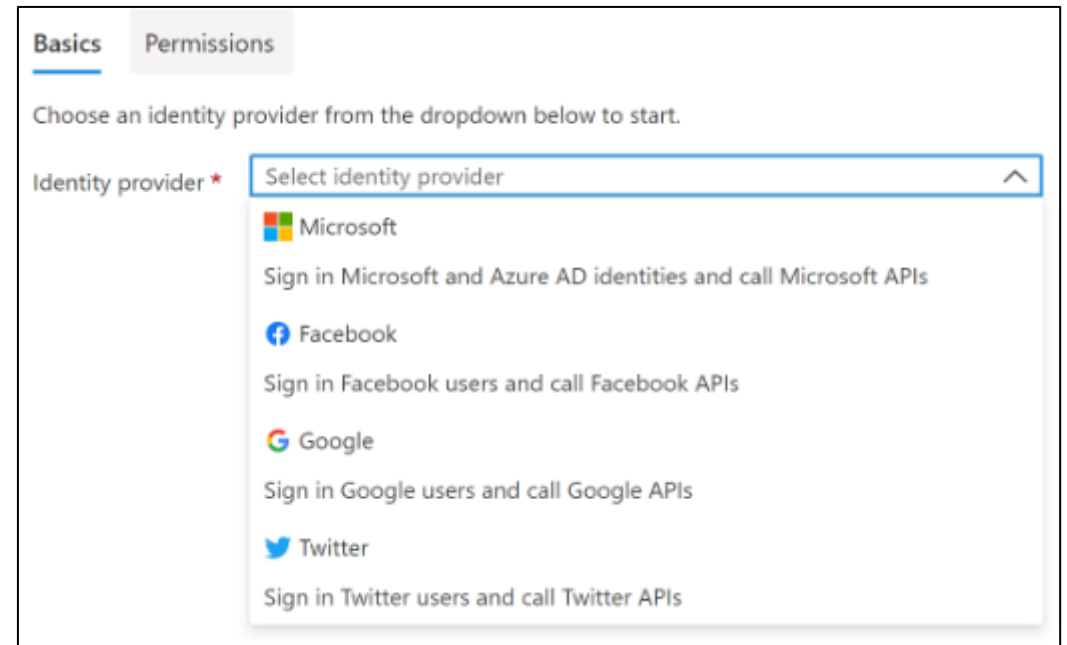 Basics Permissions
Choose an identity provider from the dropdown below to start.
Identity provider * Select identity provider
Microsoft
Sign in Microsoft and Azure AD identities and call Microsoft APIs
Facebook
Sign in Facebook users and call Facebook APIs
Google
Sign in Google users and call Google APIs
Twitter
Sign in Twitter users and call Twitter APIs